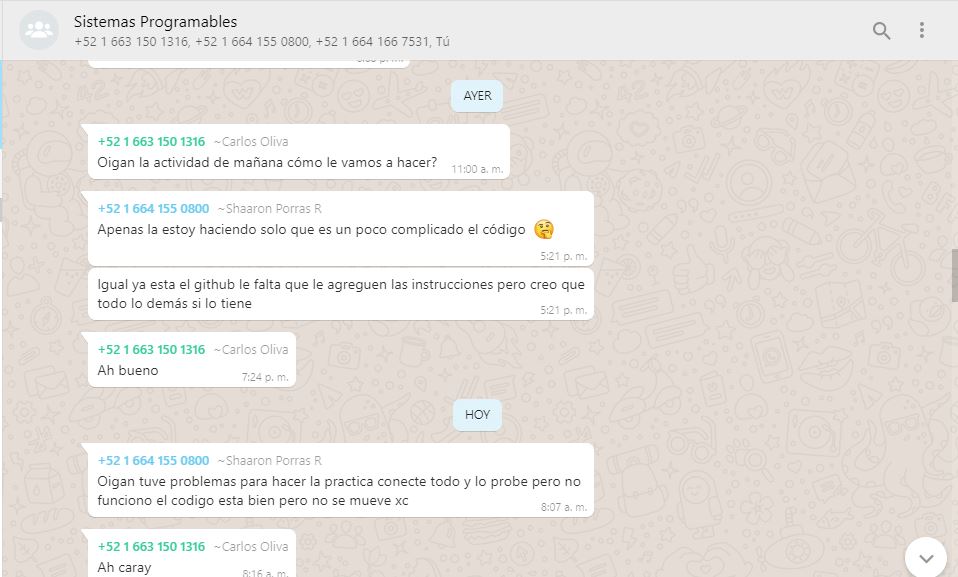 Sistemas Programables
+52 1 663 150 1316, +52 1 664 155 0800, +52 1 664 166 7531, Tú
AYER
+52 1 663 150 1316 ~Carlos Oliva
Oigan la actividad de mañana cómo le vamos a hacer?
11:00 a. m.
+52 1 664 155 0800 ~Shaaron Porras R
Apenas la estoy haciendo solo que es un poco complicado el código 🤔
5:21 p. m.
Igual ya esta el github le falta que le agreguen las instrucciones pero creo que
todo lo demás si lo tiene
5:21 p. m.
+52 1 663 150 1316 ~Carlos Oliva
Ah bueno
7:24 p. m.
HOY
+52 1 664 155 0800 ~Shaaron Porras R
Oigan tuve problemas para hacer la practica conecte todo y lo probe pero no
funciono el codigo esta bien pero no se mueve xc
8:07 a. m.
+52 1 663 150 1316 ~Carlos Oliva
Ah caray
8:16 a. m.